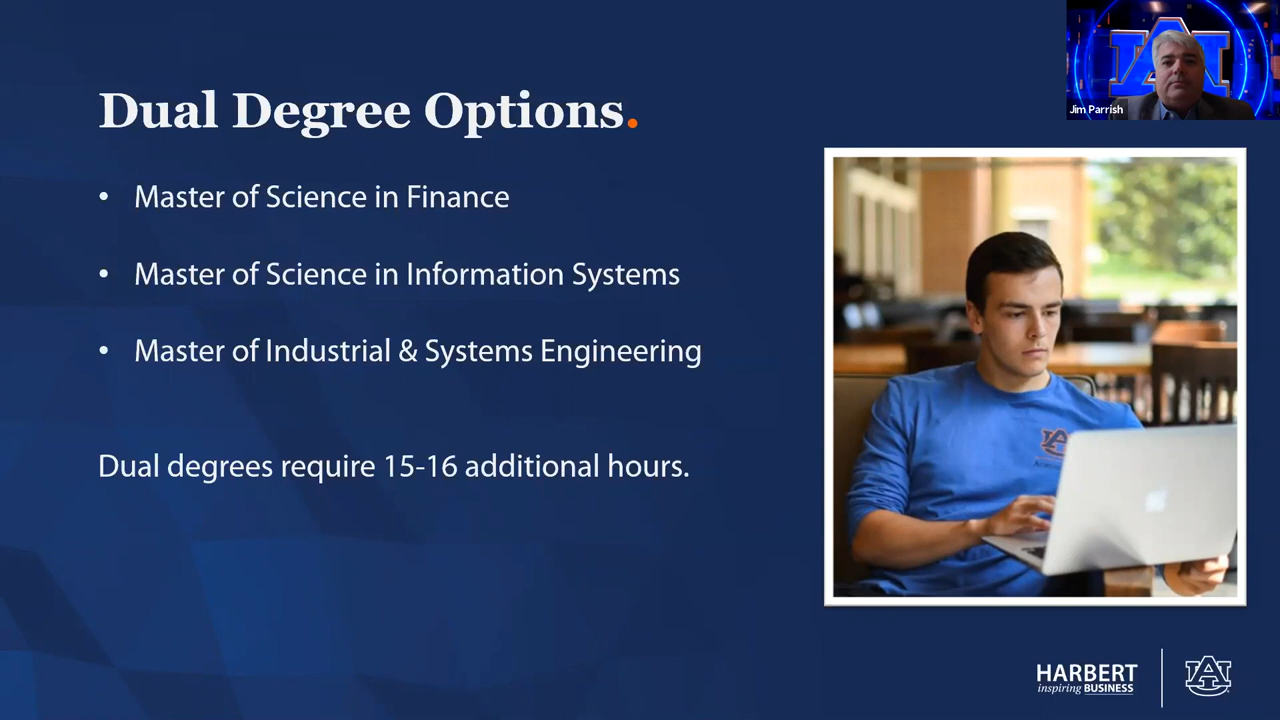 Dual Degree Options.
Jim Parrish
• Master of Science in Finance
• Master of Science in Information Systems
• Master of Industrial & Systems Engineering
Dual degrees require 15-16 additional hours.
HARBERT
inspiring BUSINESS
AU